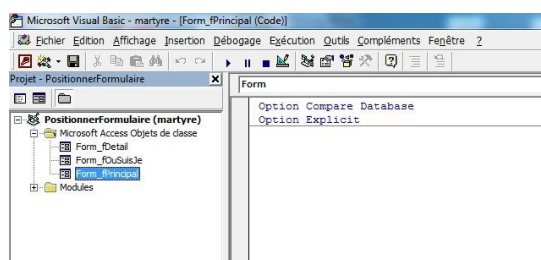 Microsoft Visual Basic - martyre - [Form_fPrincipal (Code)]
Fichier Edition Affichage Insertion Débogage Exécution Outils Compléments Fenêtre ?
Projet - PositionnerFormulaire
Form
Option Compare Database
Option Explicit
PositionnerFormulaire (martyre)
Microsoft Access Objets de classe
Form_fDetail
Form_fOuSuisJe
Form_fPrincipal
Modules